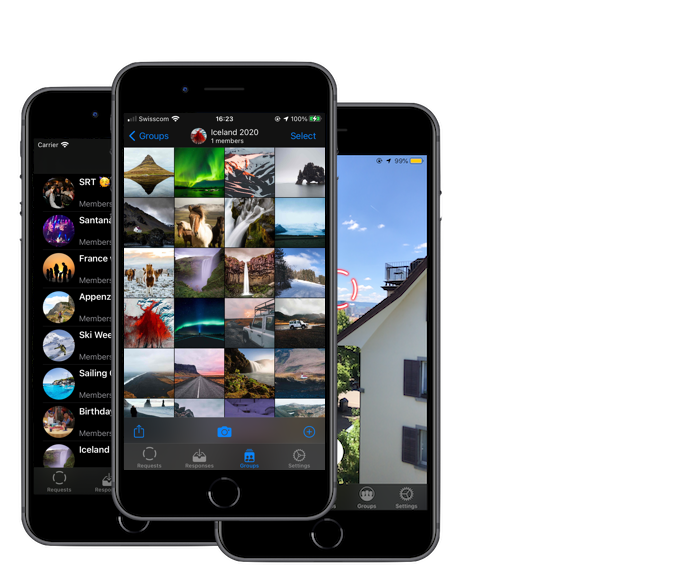 Carrier
SRT 🥳
Members
Santana
Members
France
Members
Appenz
Members
Ski Wee
Members
Sailing
Members
Birthday
Members
Iceland
Requests
Respo
Swisscom
16:23
100%
Groups
Iceland 2020
1 members
Select
Requests
Responses
Groups
Settings
99%
Groups
Settings